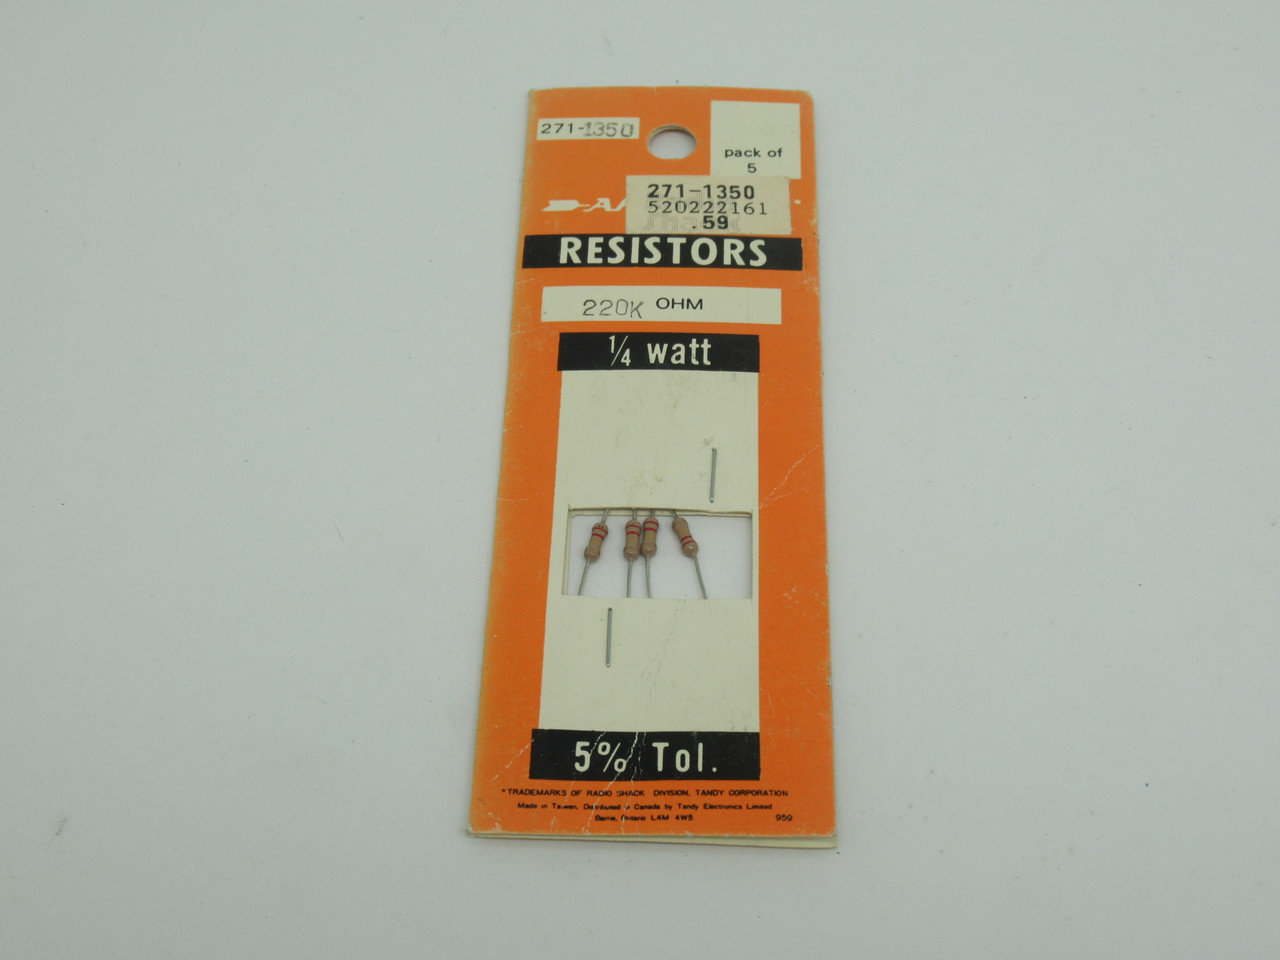 271-1350
pack of
5
271-1350
520222161
.59
RESISTORS
220K OHM
1/4 watt
5% Tol.
*TRADEMARKS OF RADIO SHACK DIVISION, TANDY CORPORATION
Made in Taiwan, Distributed in Canada by Tandy Electronics Limited
Barrie, Ontario L4M 4W5
959